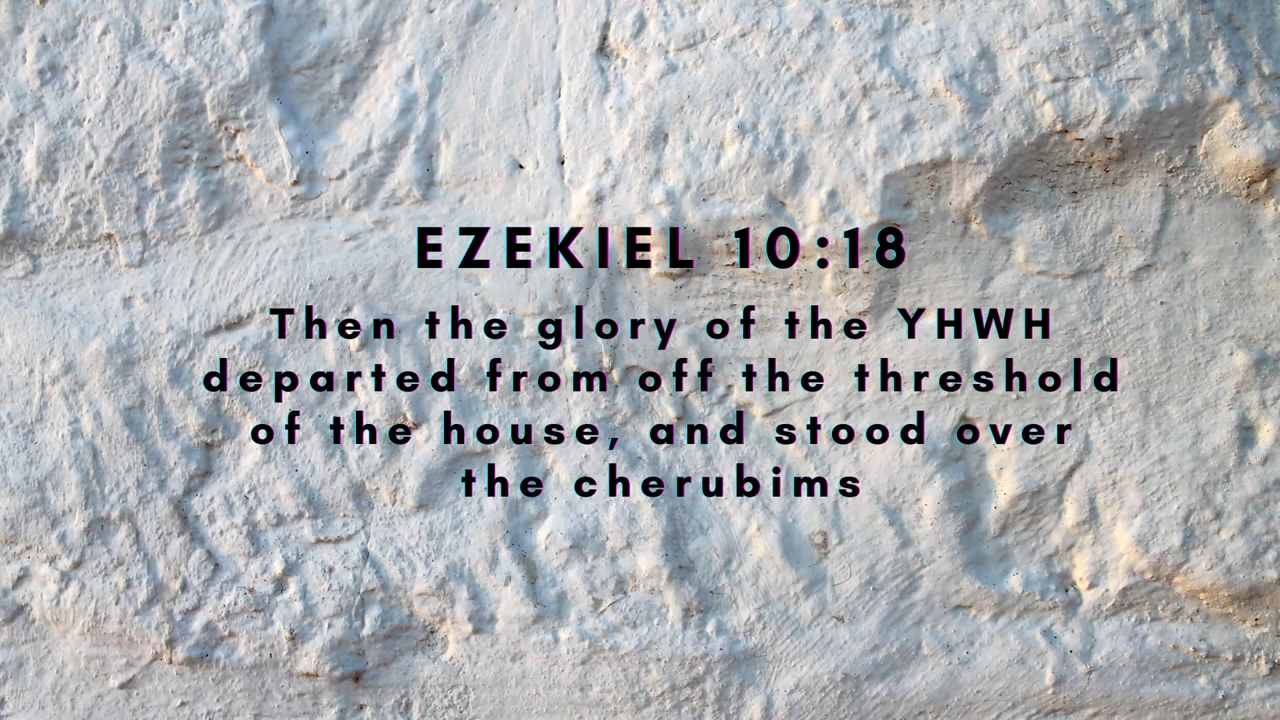 EZEKIEL 10:18
Then the glory of the YHWH
departed from off the threshold
of the house, and stood over
the cherubims